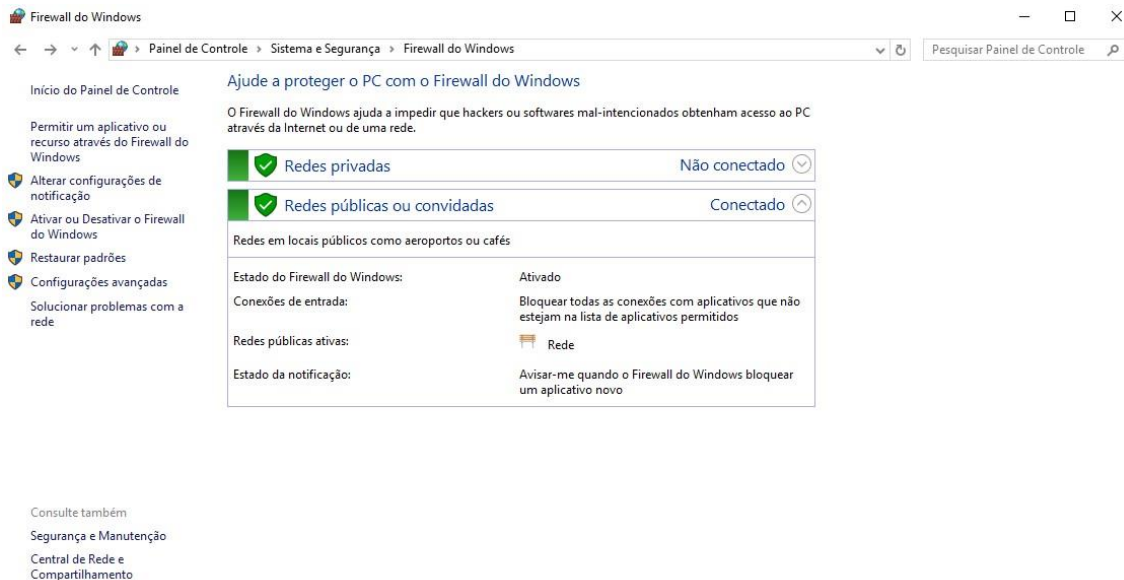 Firewall do Windows
Painel de Controle › Sistema e Segurança › Firewall do Windows
Pesquisar Painel de Controle
Início do Painel de Controle
Permitir um aplicativo ou
recurso através do Firewall do
Windows
Alterar configurações de
notificação
Ativar ou Desativar o Firewall
do Windows
Restaurar padrões
Configurações avançadas
Solucionar problemas com a
rede
Ajude a proteger o PC com o Firewall do Windows
O Firewall do Windows ajuda a impedir que hackers ou softwares mal-intencionados obtenham acesso ao PC
através da Internet ou de uma rede.
Redes privadas Não conectado
Redes públicas ou convidadas Conectado
Redes em locais públicos como aeroportos ou cafés
Estado do Firewall do Windows: Ativado
Conexões de entrada: Bloquear todas as conexões com aplicativos que não
estejam na lista de aplicativos permitidos
Redes públicas ativas: Rede
Estado da notificação: Avisar-me quando o Firewall do Windows bloquear
um aplicativo novo
Consulte também
Segurança e Manutenção
Central de Rede e
Compartilhamento